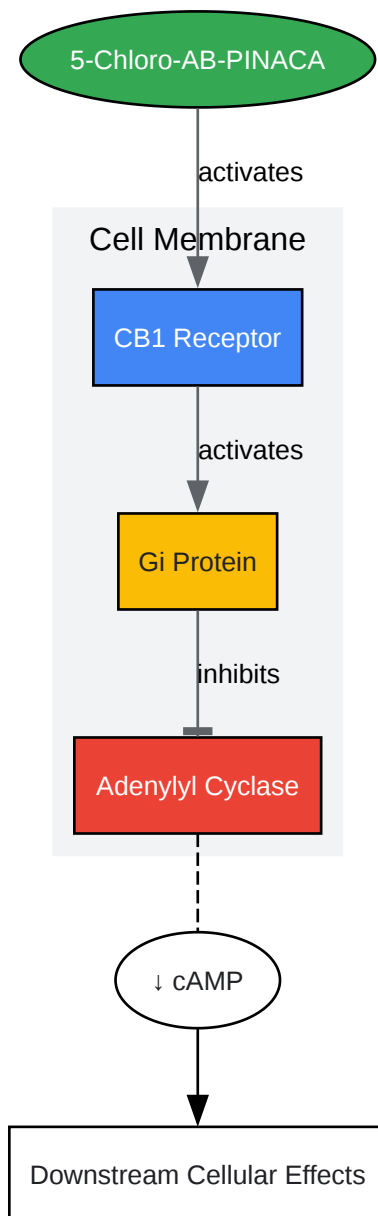 5-Chloro-AB-PINACA
activates
Cell Membrane
CB1 Receptor
activates
Gi Protein
inhibits
Adenylyl Cyclase
↓ cAMP
Downstream Cellular Effects